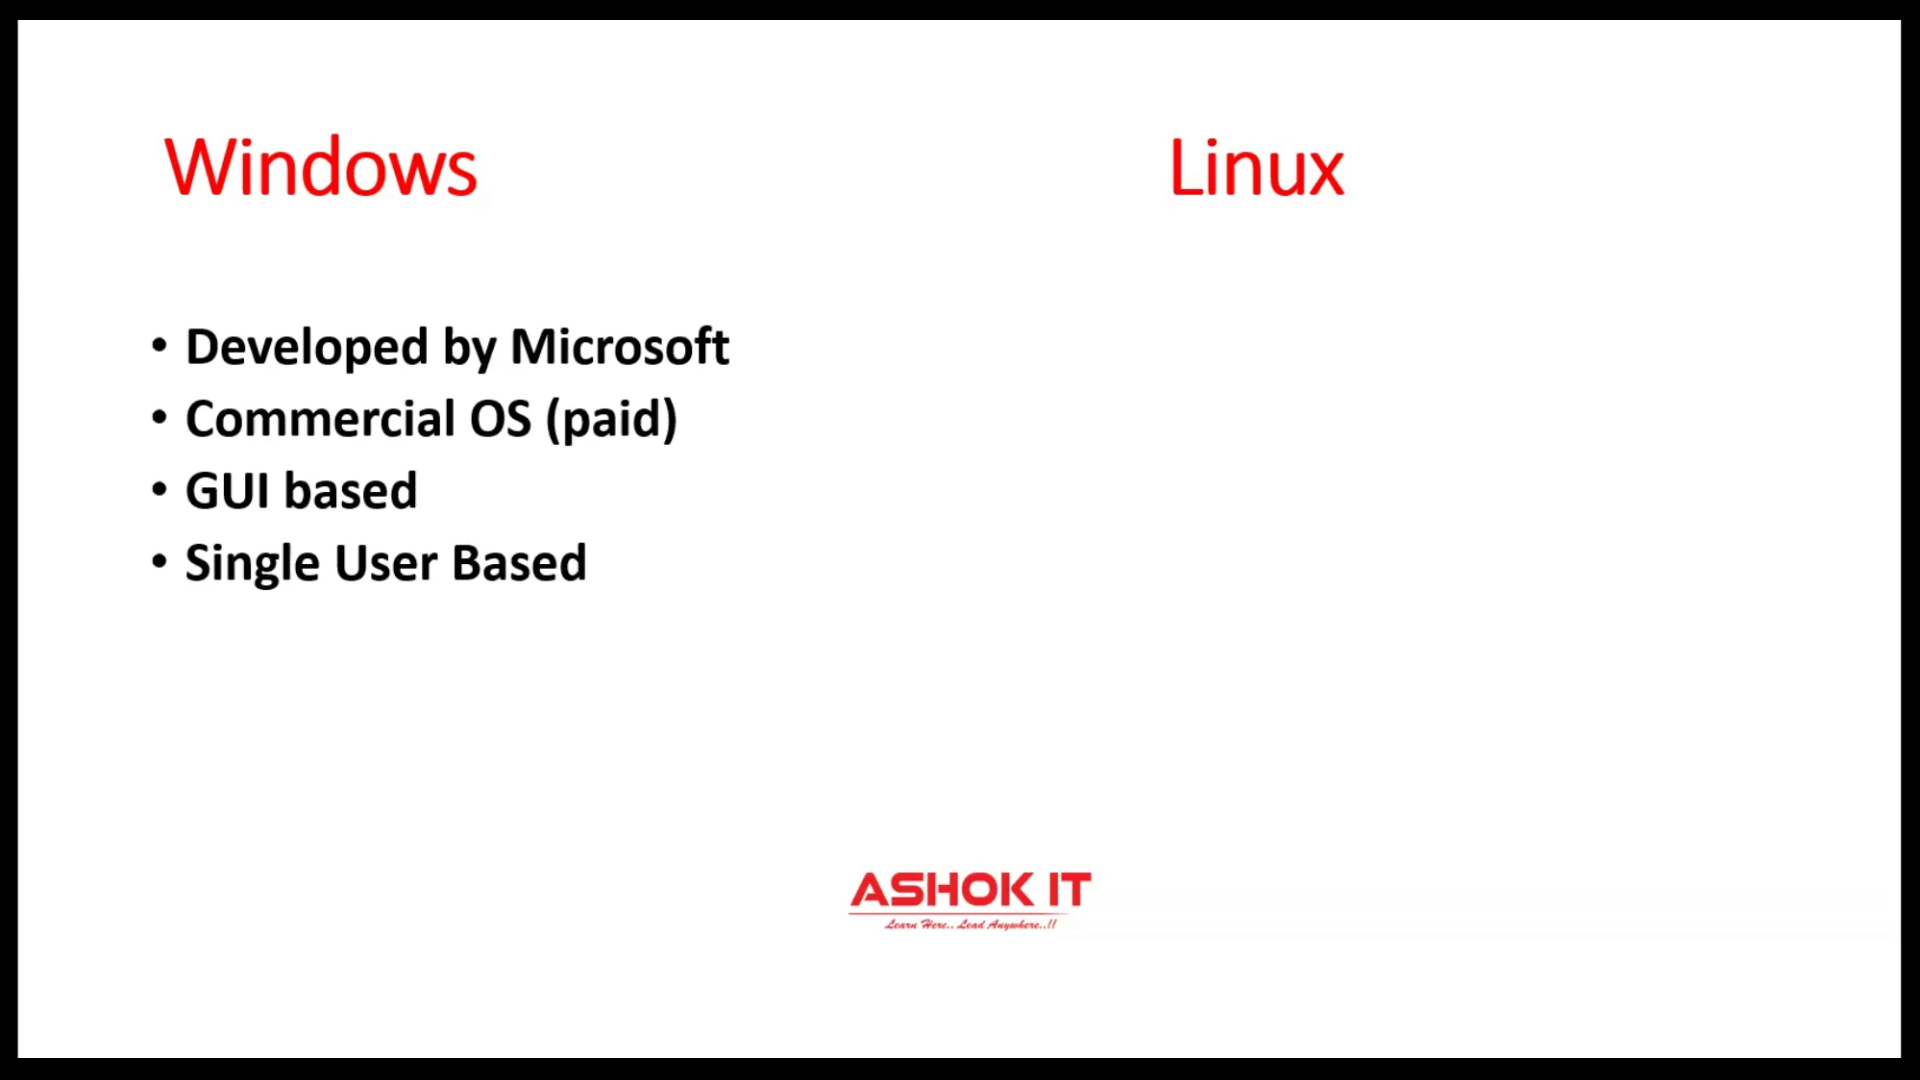 Windows
Linux
• Developed by Microsoft
• Commercial OS (paid)
• GUI based
• Single User Based
ASHOK IT
Learn Here.. Lead Anywhere..!!